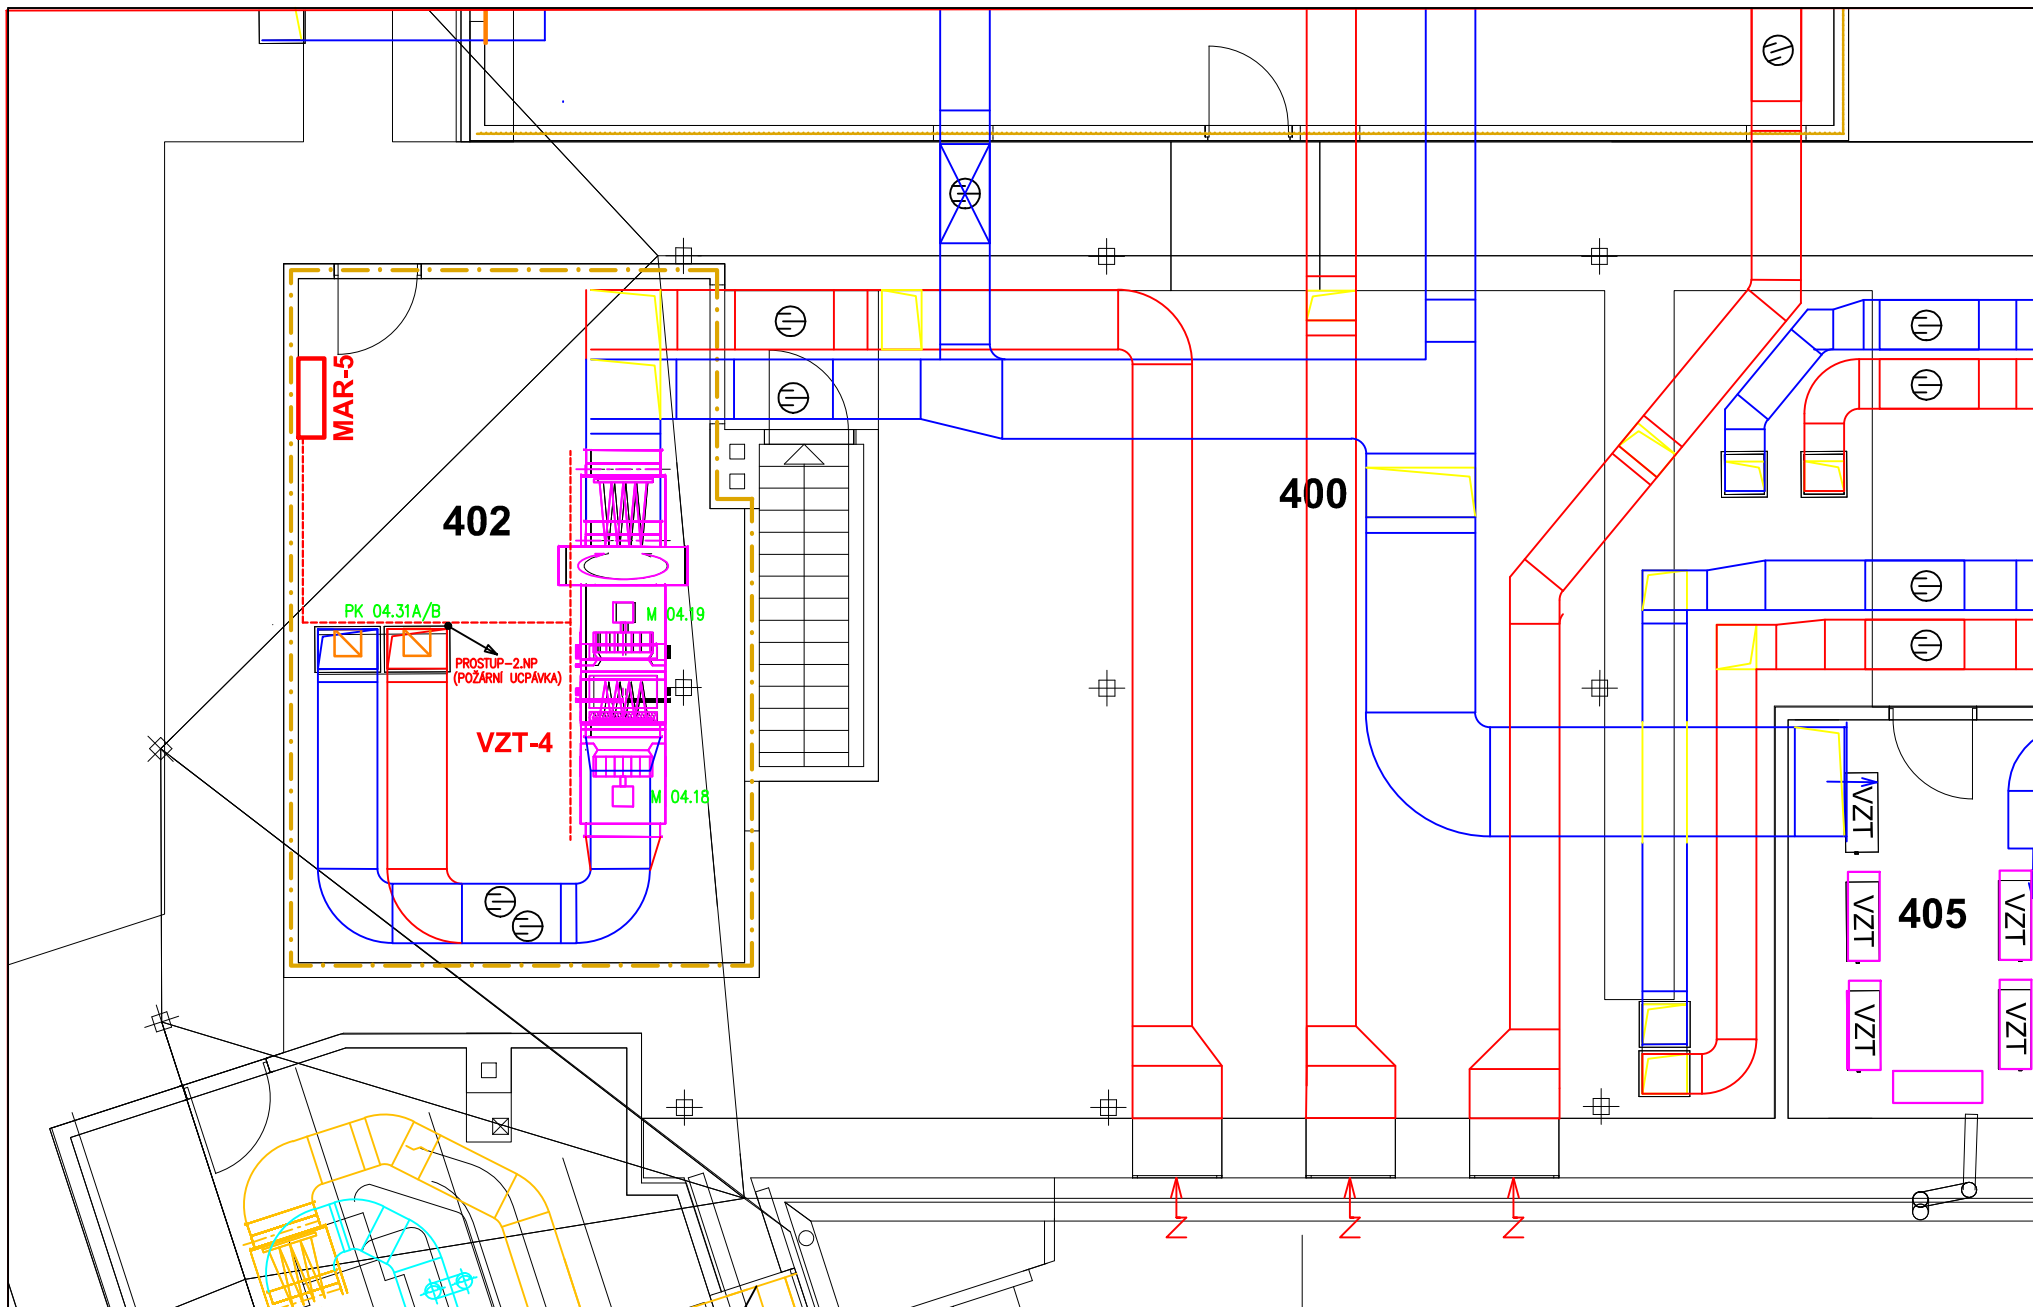 MAR-5
402
400
PK 04.31A/B
M 04.19
PROSTUP-2.NP
(POŽÁRNÍ UCPÁVKA)
VZT-4
M 04.18
VZT
VZT
VZT
405
VZT
VZT
Z
Z
Z